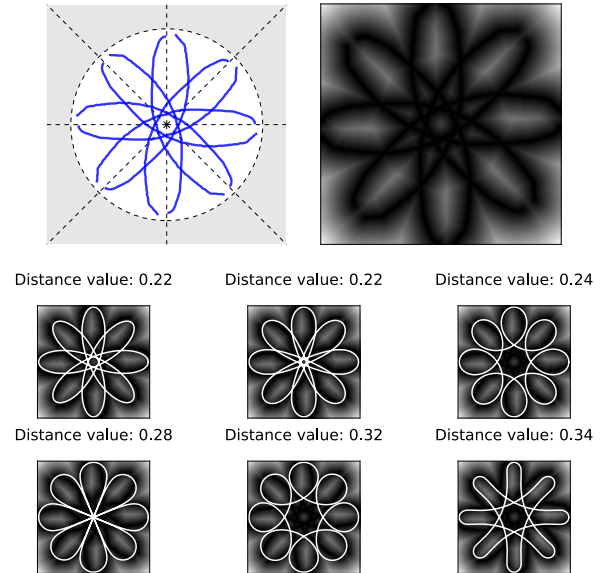 Distance value: 0.22
Distance value: 0.22
Distance value: 0.24
Distance value: 0.28
Distance value: 0.32
Distance value: 0.34